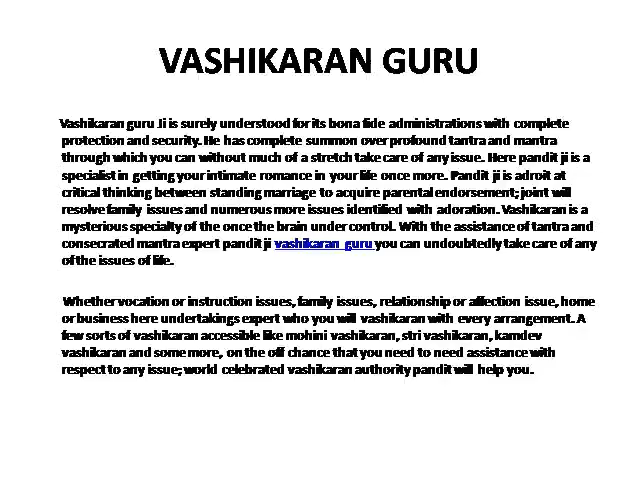 VASHIKARAN GURU
Vashikaran guru Ji is surely understood for its bona fide administrations with complete
protection and security. He has complete summon over profound tantra and mantra
through which you can without much of a stretch take care of any issue. Here pandit ji is a
specialist in getting your intimate romance in your life once more. Pandit ji is adroit at
critical thinking between standing marriage to acquire parental endorsement; joint will
resolve family issues and numerous more issues identified with adoration. Vashikaran is a
mysterious specialty of the once the brain under control. With the assistance of tantra and
consecrated mantra expert pandit ji vashikaran guru you can undoubtedly take care of any
of the issues of life.
Whether vocation or instruction issues, family issues, relationship or affection issue, home
or business here undertakings expert who you will vashikaran with every arrangement. A
few sorts of vashikaran accessible like mohini vashikaran, stri vashikaran, kamdev
vashikaran and some more, on the off chance that you need to need assistance with
respect to any issue; world celebrated vashikaran authority pandit will help you.